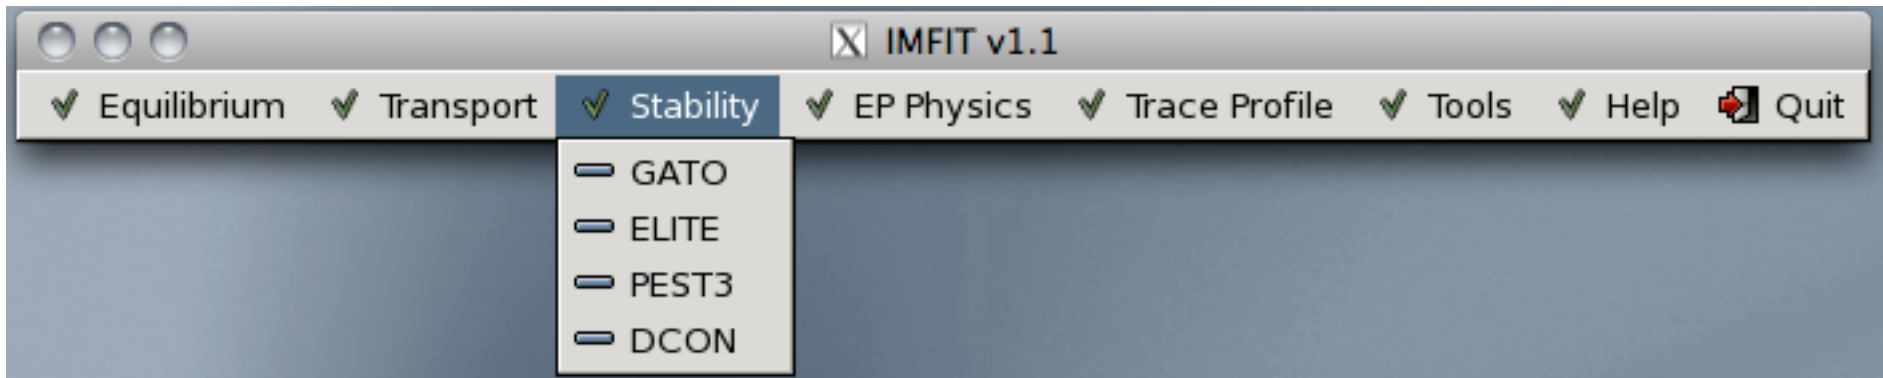 IMFIT v1.1
Equilibrium Transport Stability EP Physics Trace Profile Tools Help Quit
GATO
ELITE
PEST3
DCON